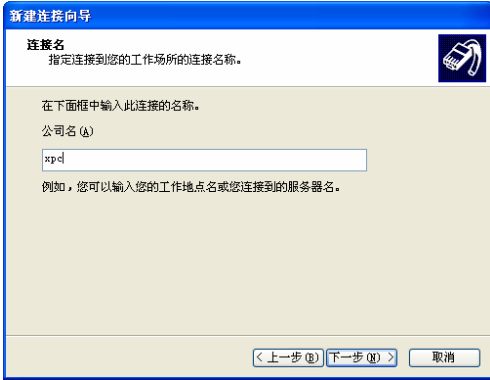 新建连接向导
连接名
指定连接到您的工作场所的连接名称。
在下面框中输入此连接的名称。
公司名(A)
xpc
例如，您可以输入您的工作地点名或您连接到的服务器名。
< 上一步(B) 下一步(N) > 取消